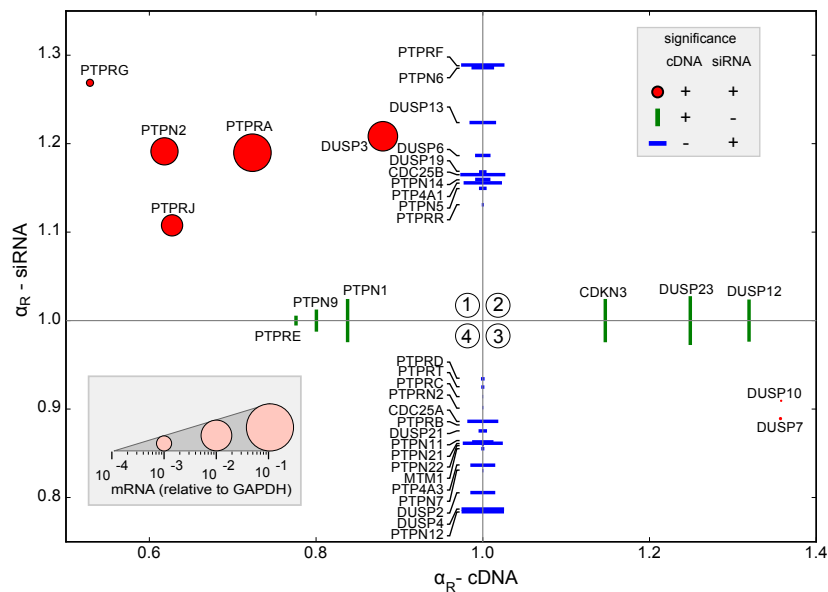 1.3
1.2
1.1
1.0
0.9
0.8
0.6
0.8
1.0
1.2
1.4
α_R - siRNA
α_R - cDNA
PTPRG
PTPN2
PTPRA
DUSP3
PTPRJ
PTPRF
PTPN6
DUSP13
DUSP6
DUSP19
CDC25B
PTPN14
PTP4A1
PTPN5
PTPRR
significance
cDNA siRNA
+ +
+ -
- +
PTPRE
PTPN9
PTPN1
1 2
4 3
CDKN3
DUSP23
DUSP12
DUSP10
DUSP7
PTPRD
PTPRT
PTPRC
PTPRN2
CDC25A
PTPRB
DUSP21
PTPN11
PTPN21
PTPN22
MTM1
PTP4A3
PTPN7
DUSP2
DUSP4
PTPN12
10^-4 10^-3 10^-2 10^-1
mRNA (relative to GAPDH)